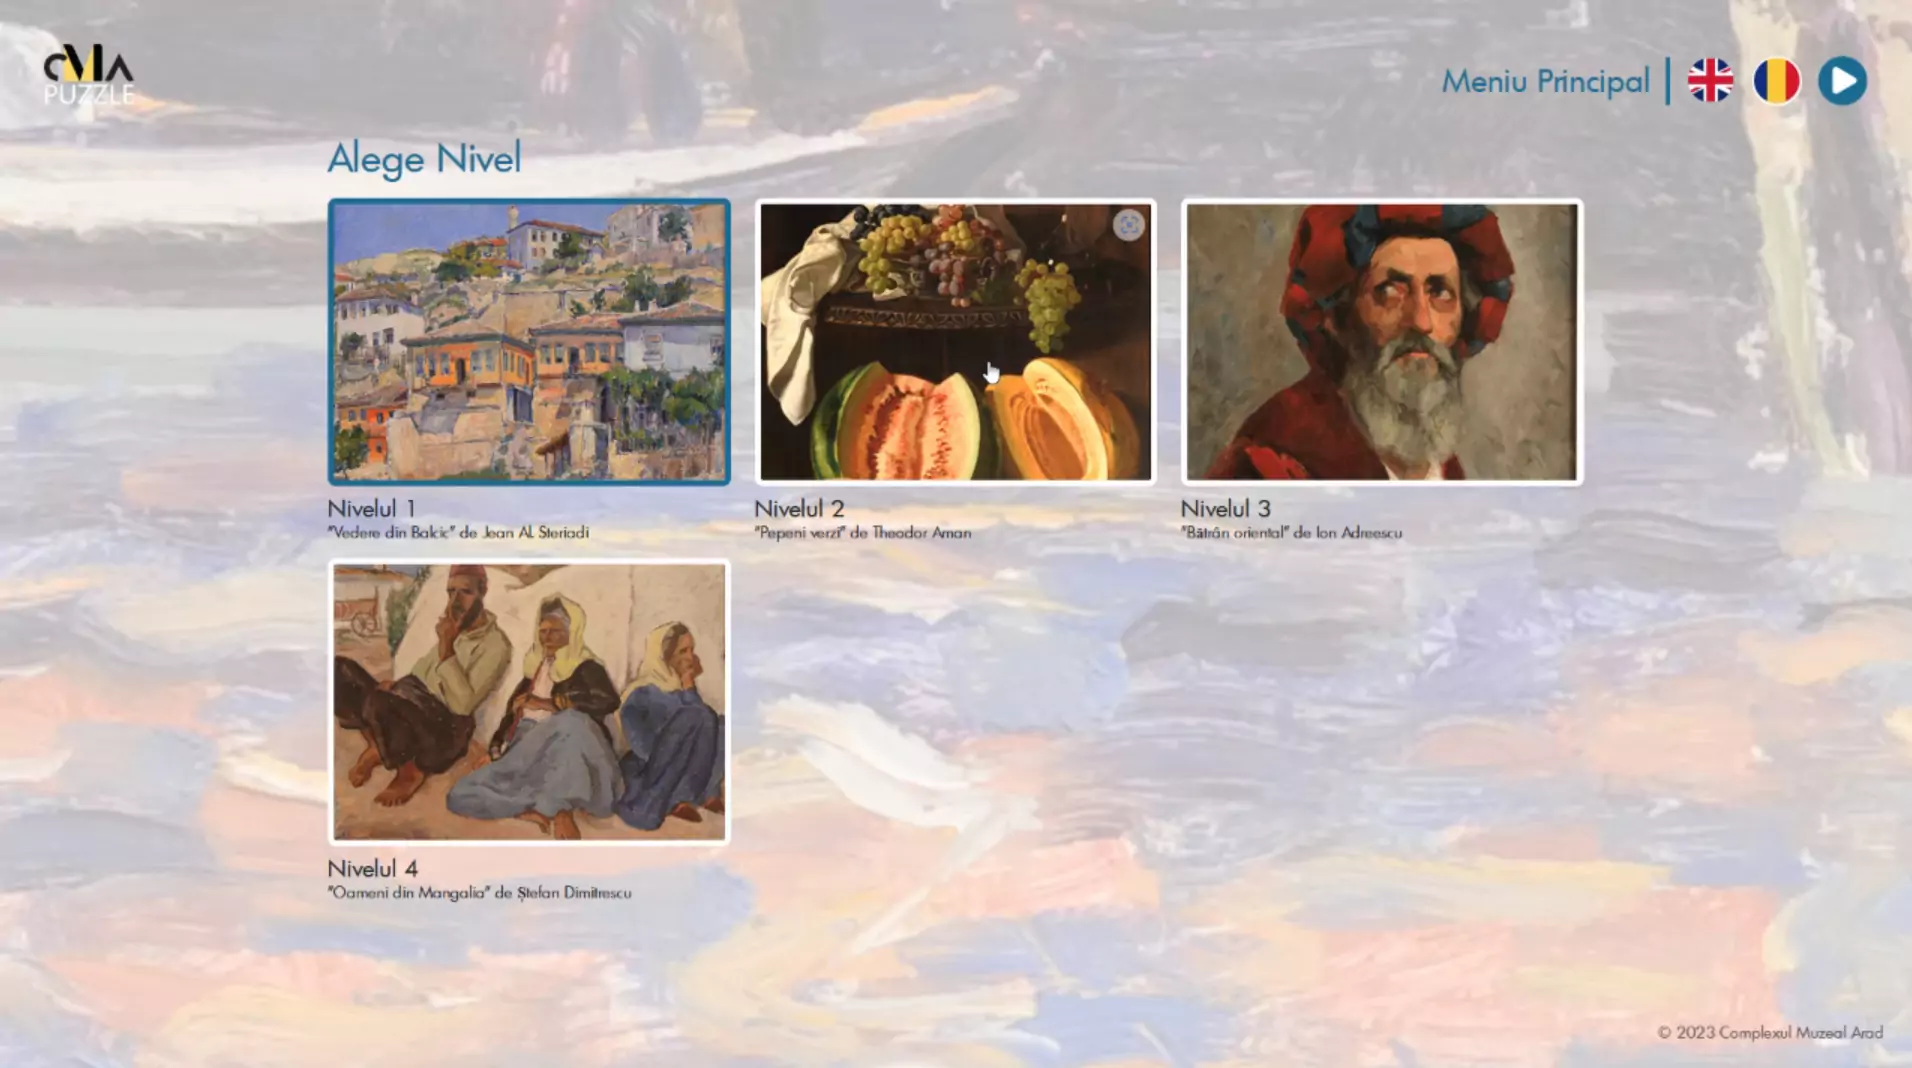 CMA
PUZZLE
Meniu Principal
Alege Nivel
Nivelul 1
"Vedere din Balcic" de Jean Al. Steriadi
Nivelul 2
"Pepeni verzi" de Theodor Aman
Nivelul 3
"Bătrân oriental" de Ion Adreescu
Nivelul 4
"Oameni din Mangalia" de Ștefan Dimitrescu
© 2023 Complexul Muzeal Arad